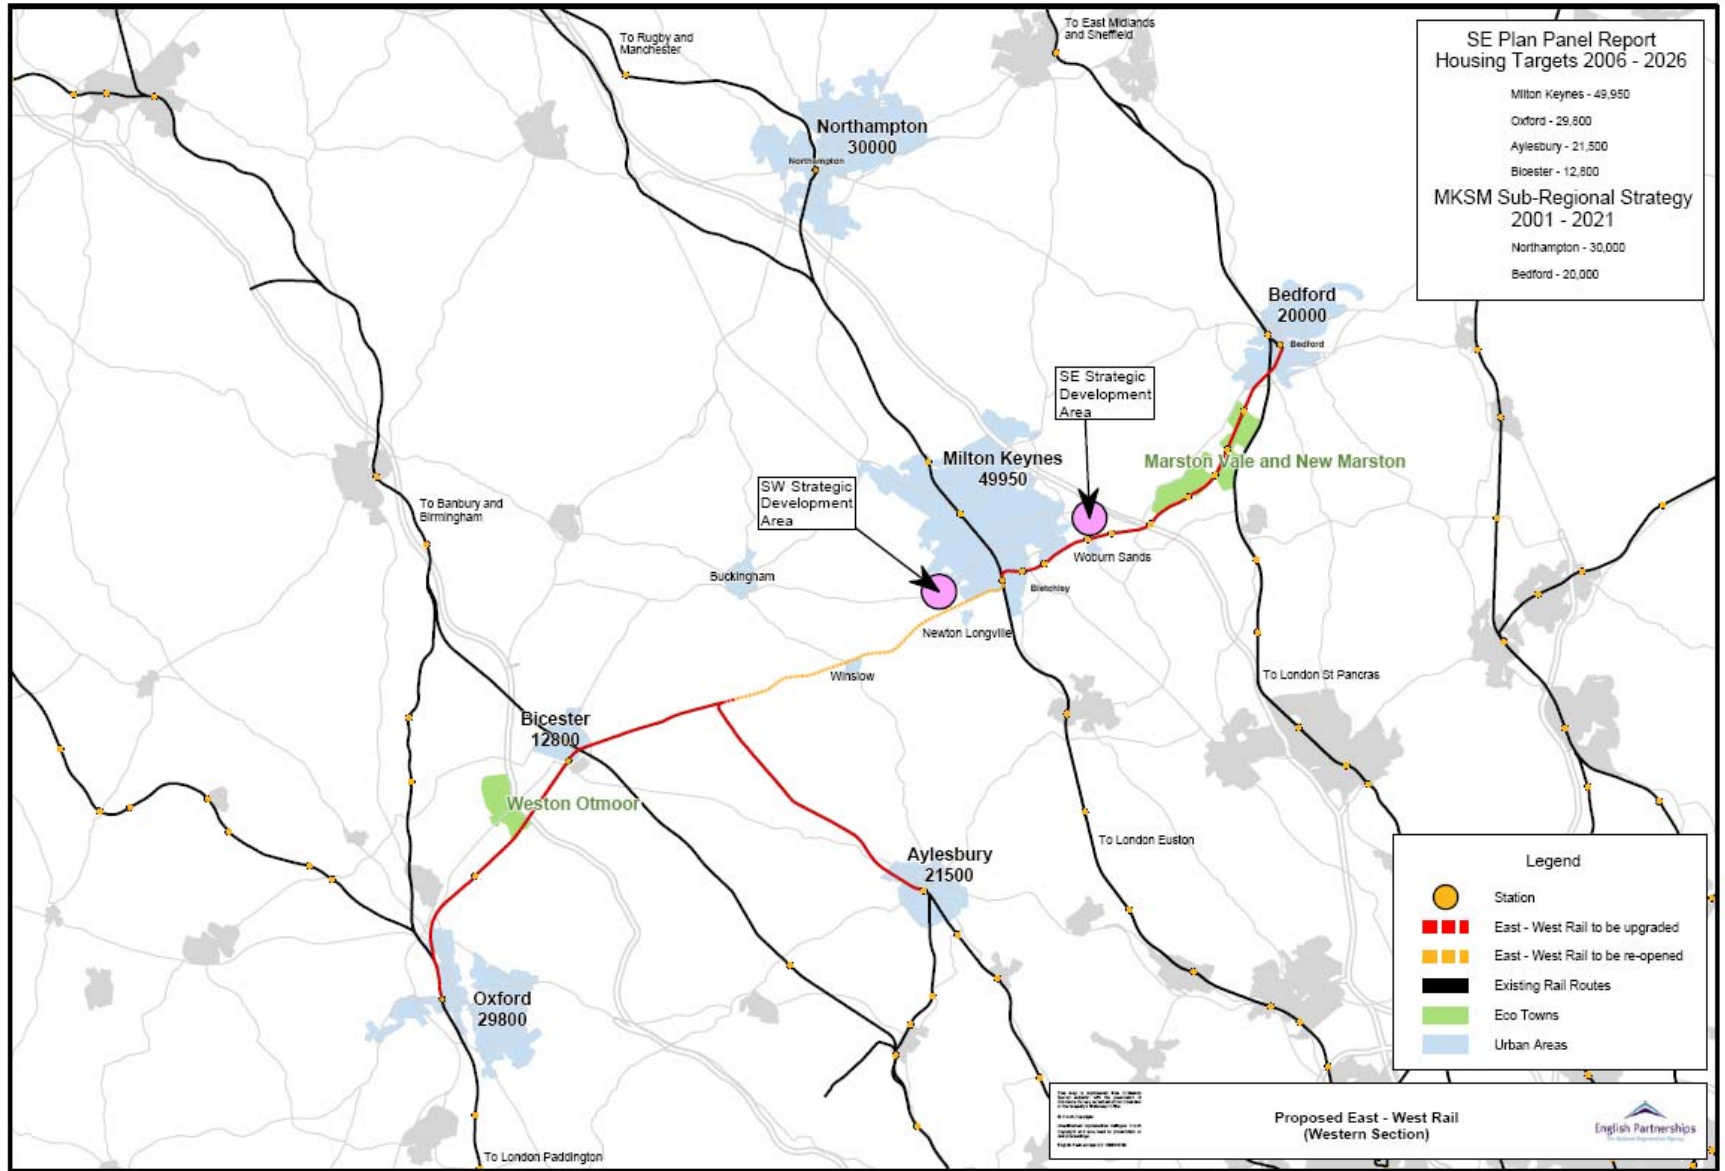 To Rugby and
Manchester
To East Midlands
and Sheffield
SE Plan Panel Report
Housing Targets 2006 - 2026
Milton Keynes - 49,950
Oxford - 29,800
Aylesbury - 21,500
Bicester - 12,800
MKSM Sub-Regional Strategy
2001 - 2021
Northampton - 30,000
Bedford - 20,000
Northampton
30000
Northampton
Bedford
20000
Bedford
SE Strategic
Development
Area
Milton Keynes
49950
Marston Vale and New Marston
SW Strategic
Development
Area
To Banbury and
Birmingham
Woburn Sands
Buckingham
Bletchley
Newton Longville
Winslow
To London St Pancras
Bicester
12800
Weston Otmoor
To London Euston
Aylesbury
21500
Oxford
29800
To London Paddington
Legend
Station
East - West Rail to be upgraded
East - West Rail to be re-opened
Existing Rail Routes
Eco Towns
Urban Areas
Proposed East - West Rail
(Western Section)
English Partnerships